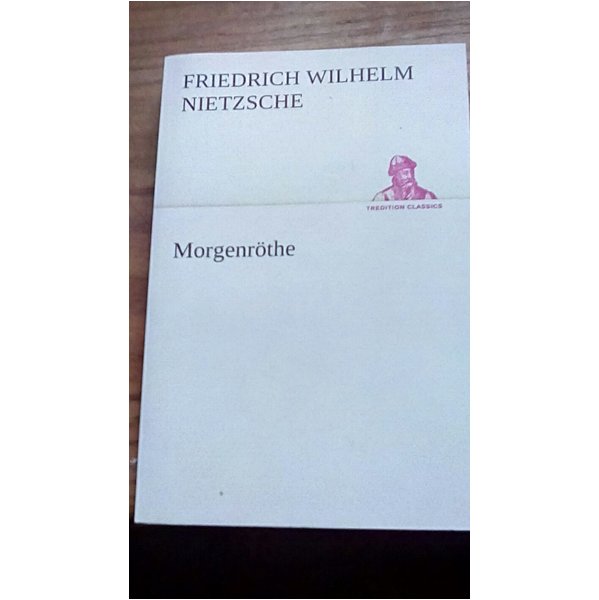 FRIEDRICH WILHELM
NIETZSCHE
TREDITION CLASSICS
Morgenröthe